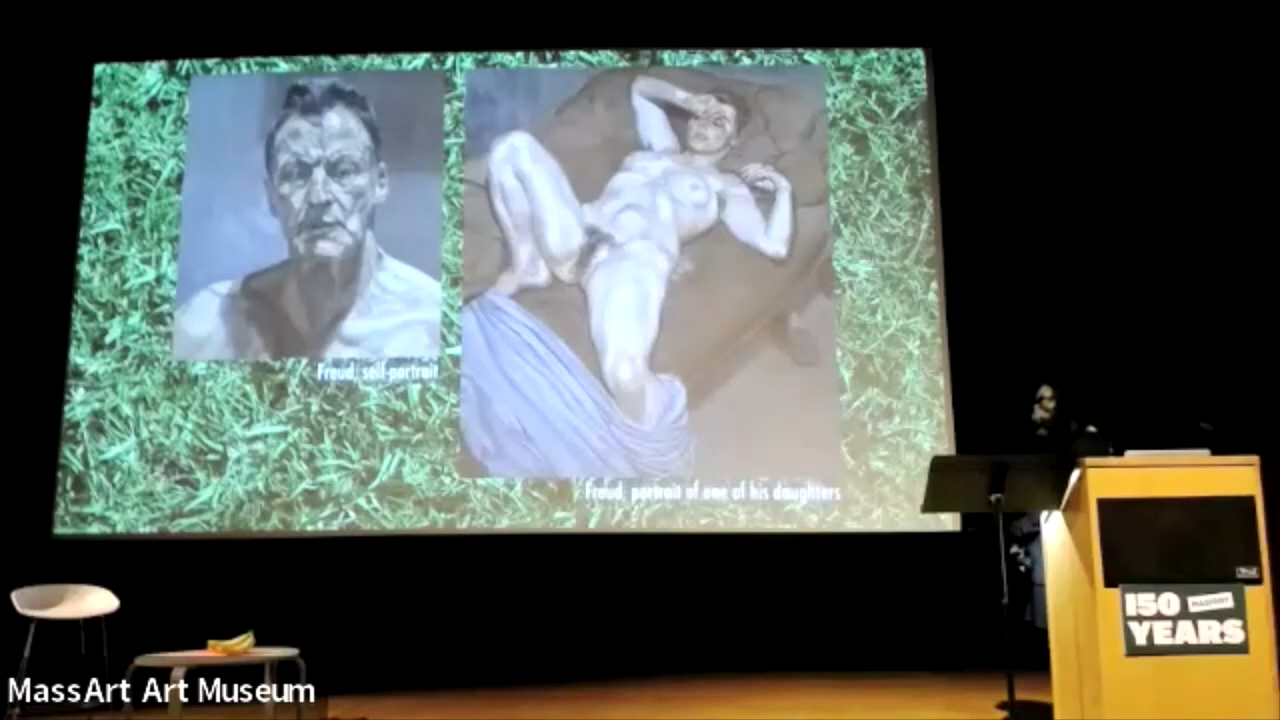 Freud, self-portrait
Freud, portrait of one of his daughters
150
YEARS
MassArt Art Museum